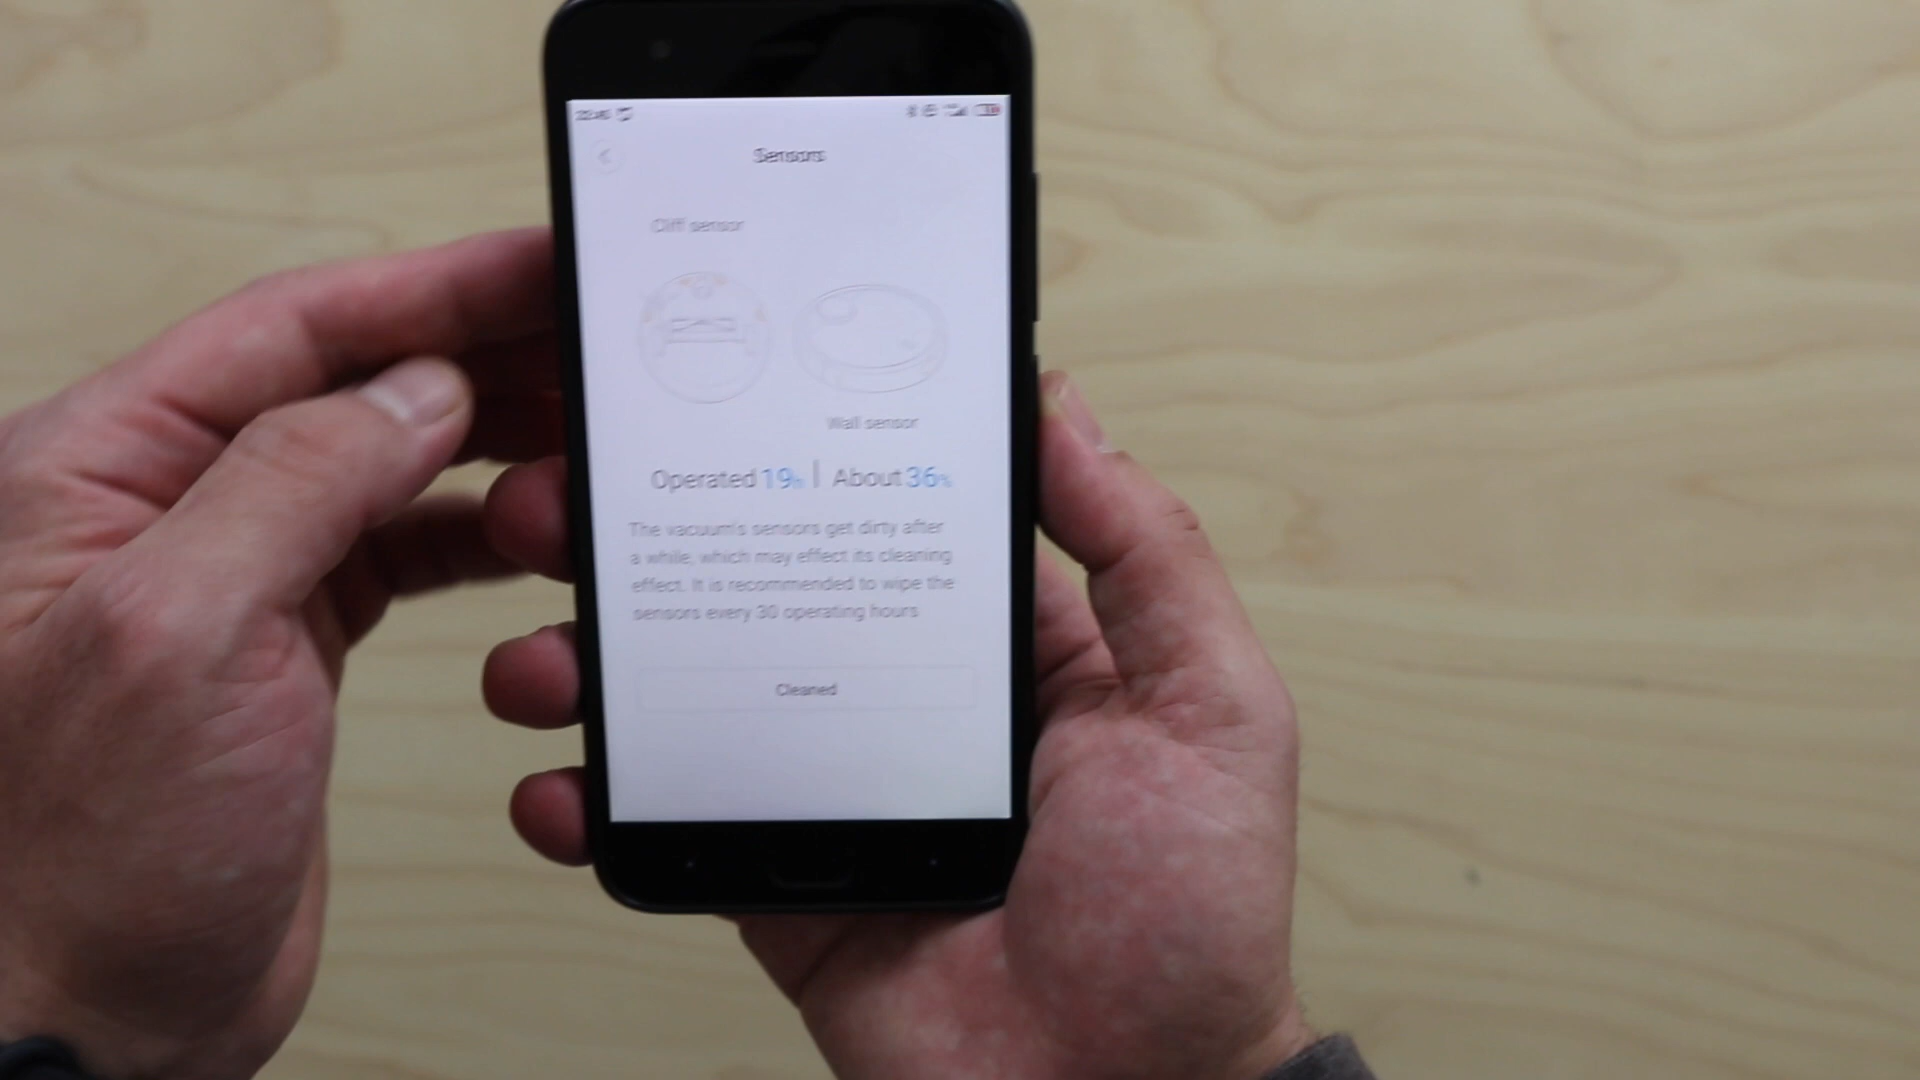 Sensors
Cliff sensor
Wall sensor
Operated 19h | About 36%
The vacuum's sensors get dirty after
a while, which may effect its cleaning
effect. It is recommended to wipe the
sensors every 30 operating hours
Cleaned